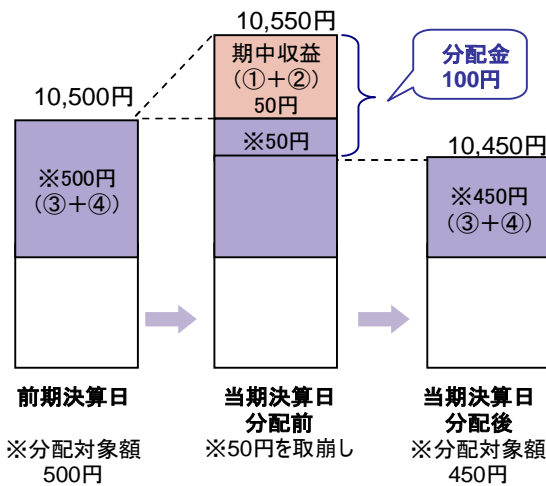 10,550円
期中収益
（①＋②）
50円
分配金
100円
10,500円
※50円
10,450円
※500円
（③＋④）
※450円
（③＋④）
前期決算日
当期決算日
分配前
当期決算日
分配後
※分配対象額
500円
※50円を取崩し
※分配対象額
450円